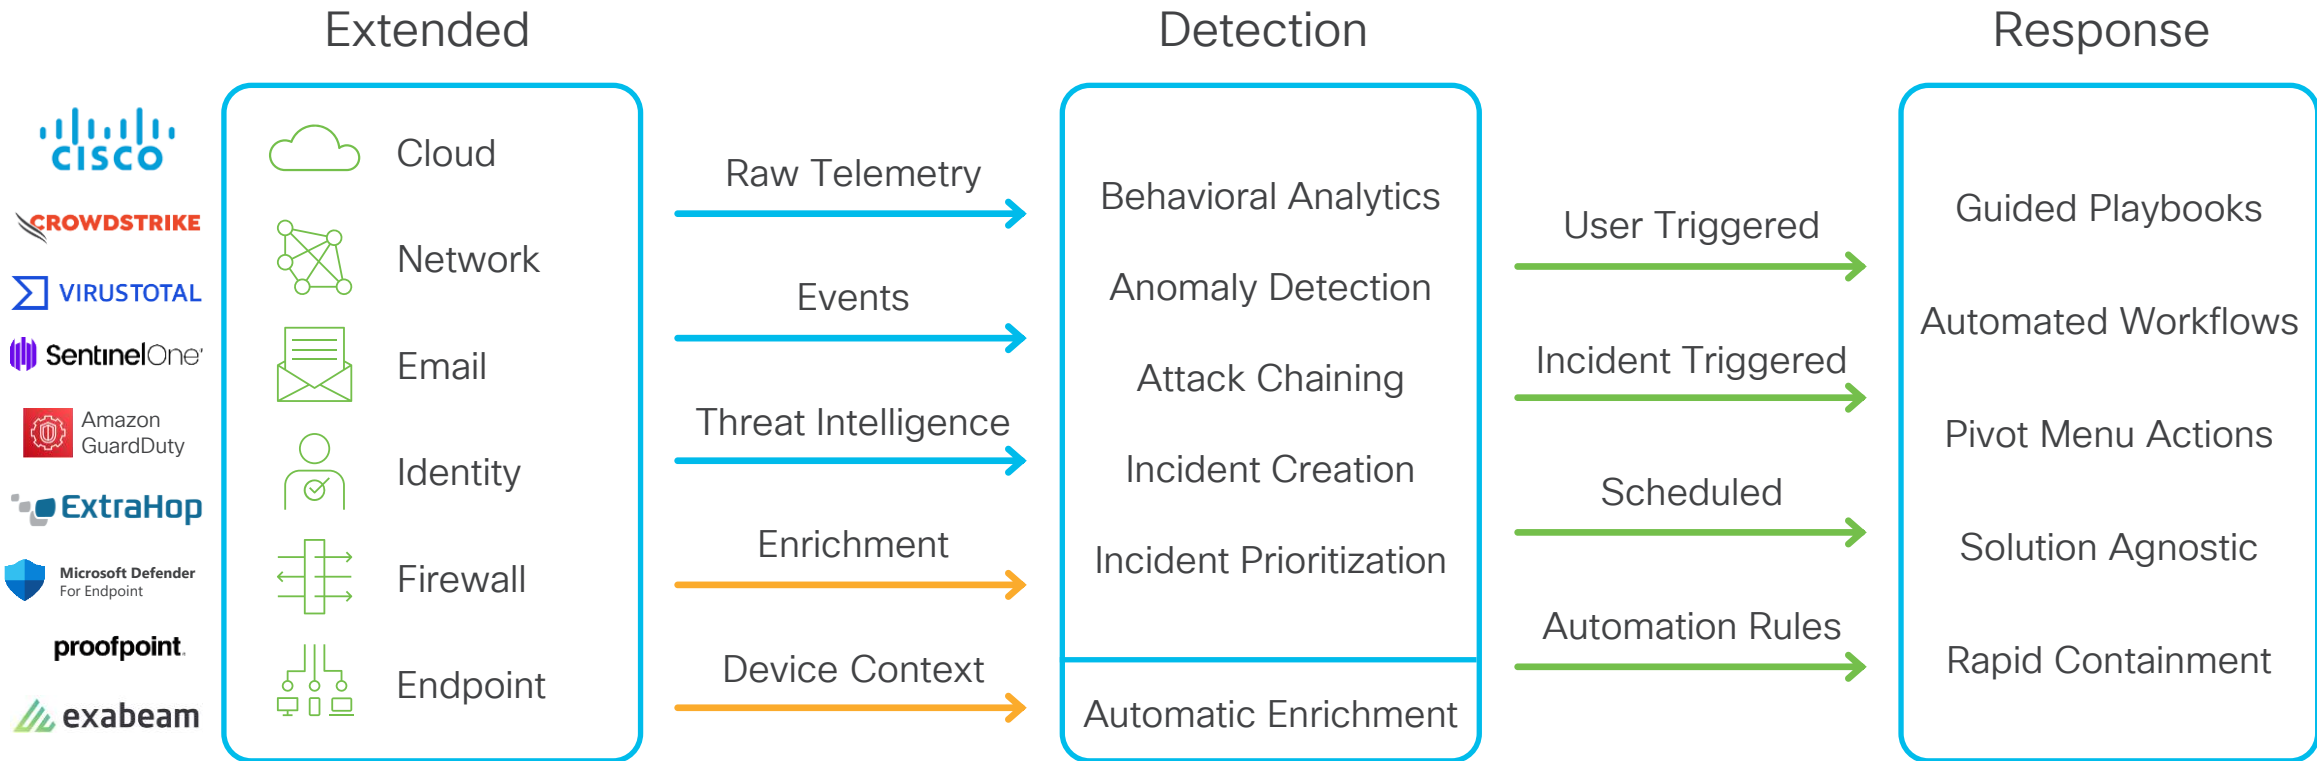 Extended
Detection
Response
CISCO
CROWDSTRIKE
VIRUSTOTAL
SentinelOne
Amazon
GuardDuty
ExtraHop
Microsoft Defender
For Endpoint
proofpoint.
exabeam
Cloud
Network
Email
Identity
Firewall
Endpoint
Raw Telemetry
Events
Threat Intelligence
Enrichment
Device Context
Behavioral Analytics
Anomaly Detection
Attack Chaining
Incident Creation
Incident Prioritization
Automatic Enrichment
User Triggered
Incident Triggered
Scheduled
Automation Rules
Guided Playbooks
Automated Workflows
Pivot Menu Actions
Solution Agnostic
Rapid Containment